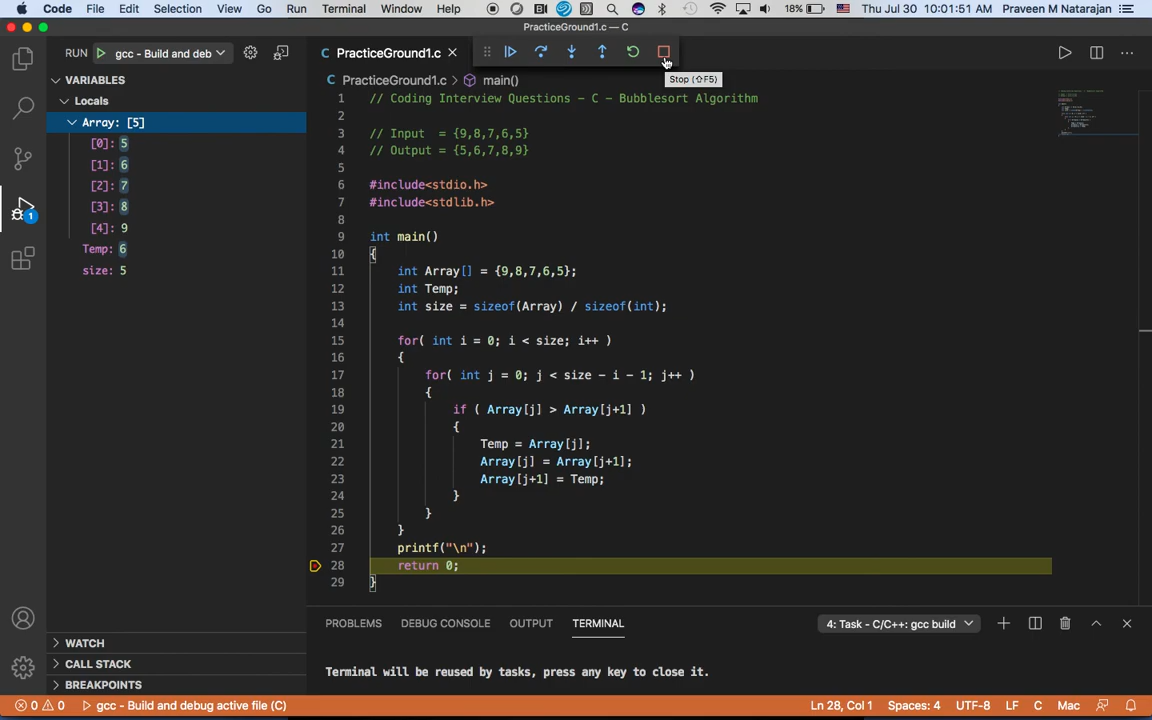 Code File Edit Selection View Go Run Terminal Window Help 18% Thu Jul 30 10:01:51 AM Praveen M Natarajan
PracticeGround1.c — C
RUN gcc - Build and deb
PracticeGround1.c
Stop (⇧F5)
PracticeGround1.c > main()
VARIABLES
Locals
Array: [5]
[0]: 5
[1]: 6
[2]: 7
[3]: 8
[4]: 9
Temp: 6
size: 5
1 // Coding Interview Questions - C - Bubblesort Algorithm
2
3 // Input = {9,8,7,6,5}
4 // Output = {5,6,7,8,9}
5
6 #include<stdio.h>
7 #include<stdlib.h>
8
9 int main()
10 {
11 int Array[] = {9,8,7,6,5};
12 int Temp;
13 int size = sizeof(Array) / sizeof(int);
14
15 for( int i = 0; i < size; i++ )
16 {
17 for( int j = 0; j < size - i - 1; j++ )
18 {
19 if ( Array[j] > Array[j+1] )
20 {
21 Temp = Array[j];
22 Array[j] = Array[j+1];
23 Array[j+1] = Temp;
24 }
25 }
26 }
27 printf("\n");
28 return 0;
29 }
WATCH
CALL STACK
BREAKPOINTS
1
PROBLEMS DEBUG CONSOLE OUTPUT TERMINAL 4: Task - C/C++: gcc build
Terminal will be reused by tasks, press any key to close it.
0 0 gcc - Build and debug active file (C) Ln 28, Col 1 Spaces: 4 UTF-8 LF C Mac